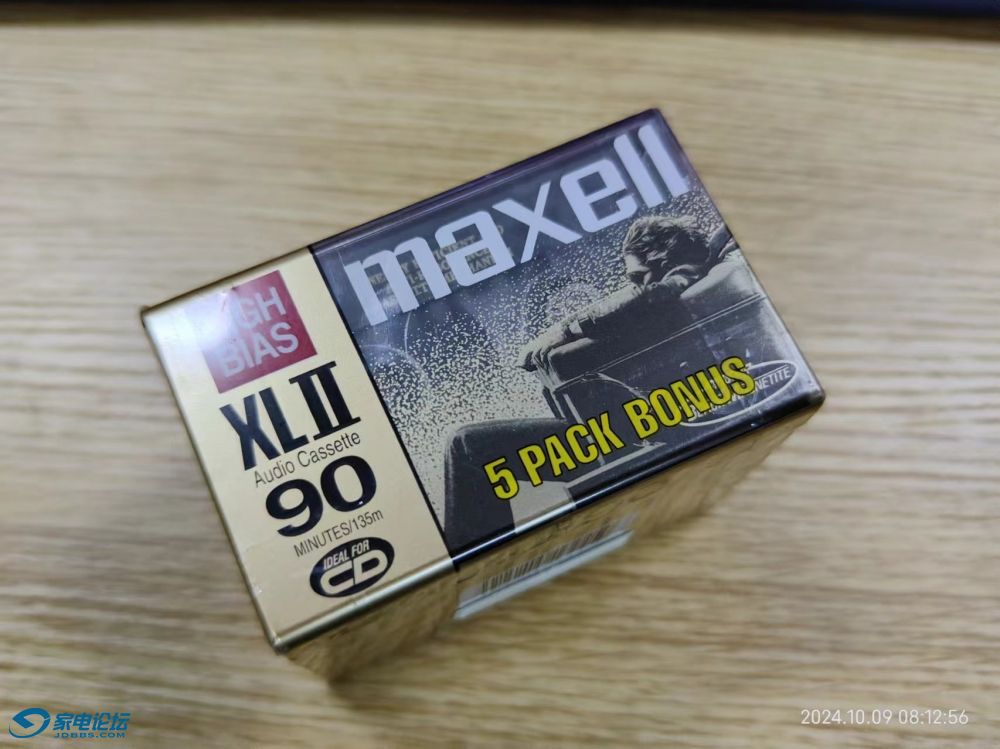 maxell
HIGH
BIAS
XLII
Audio Cassette
90
MINUTES/135m
IDEAL FOR
CD
5 PACK BONUS
家电论坛
JDBBS.COM
2024.10.09 08:12:56